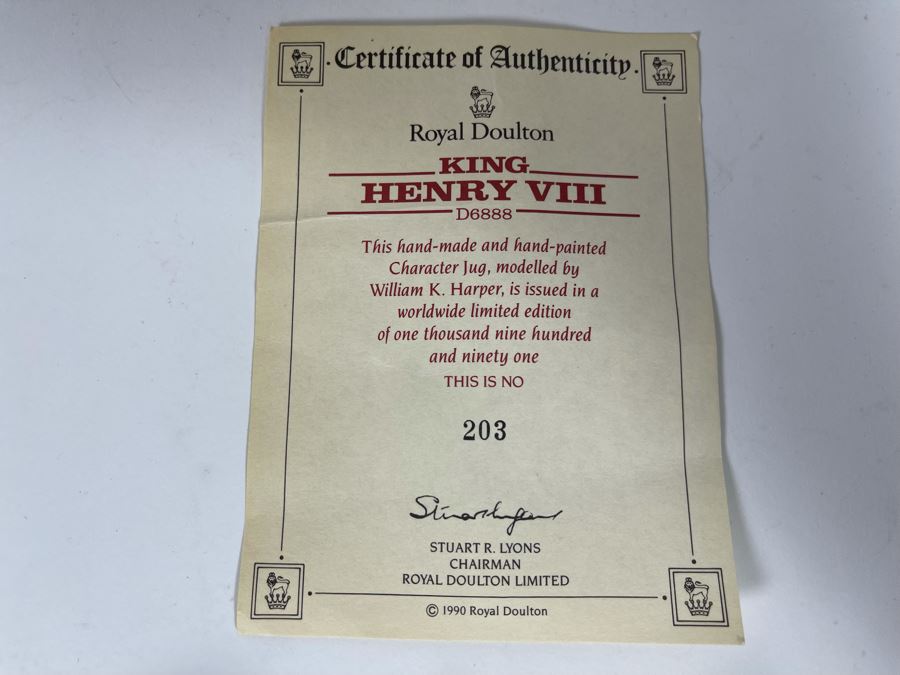 Certificate of Authenticity
Royal Doulton
KING
HENRY VIII
D6888
This hand-made and hand-painted
Character Jug, modelled by
William K. Harper, is issued in a
worldwide limited edition
of one thousand nine hundred
and ninety one
THIS IS NO
203
Stuart Lyons
STUART R. LYONS
CHAIRMAN
ROYAL DOULTON LIMITED
© 1990 Royal Doulton